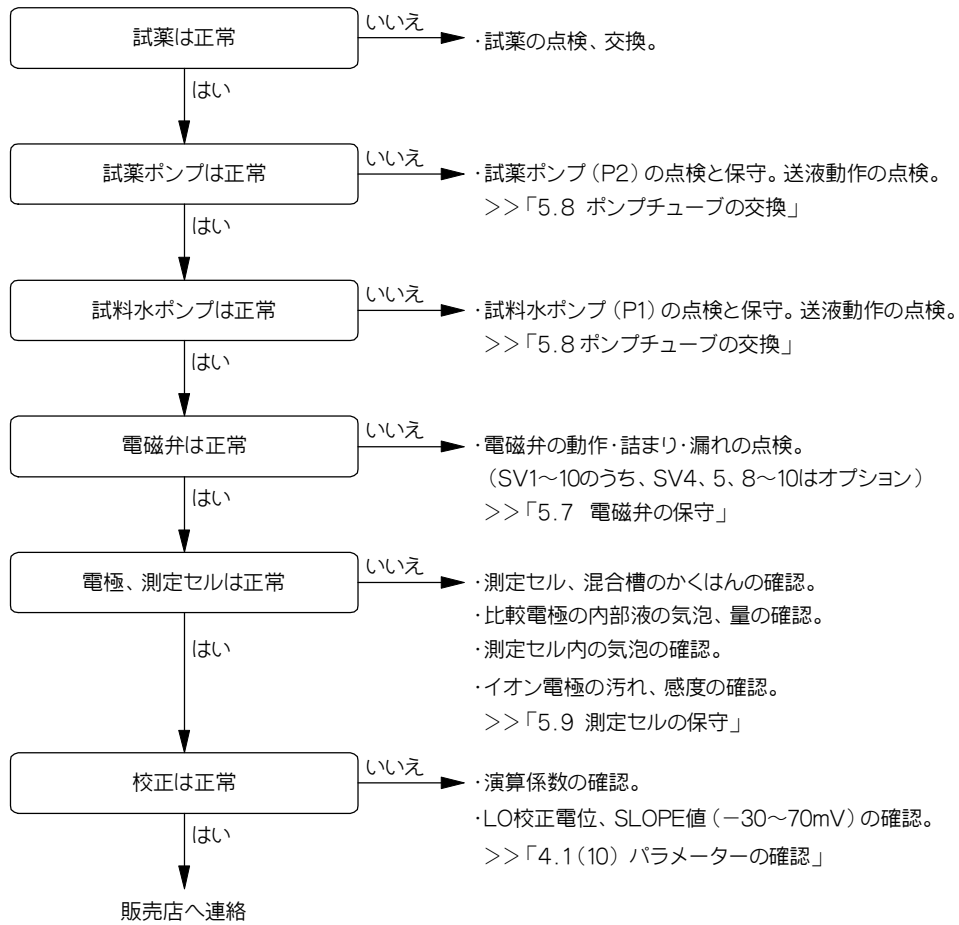 試薬は正常
いいえ
・試薬の点検、交換。
はい
試薬ポンプは正常
いいえ
・試薬ポンプ（P2）の点検と保守。送液動作の点検。
>>「5.8 ポンプチューブの交換」
はい
試料水ポンプは正常
いいえ
・試料水ポンプ（P1）の点検と保守。送液動作の点検。
>>「5.8 ポンプチューブの交換」
はい
電磁弁は正常
いいえ
・電磁弁の動作・詰まり・漏れの点検。
（SV1～10のうち、SV4、5、8～10はオプション）
>>「5.7 電磁弁の保守」
はい
電極、測定セルは正常
いいえ
・測定セル、混合槽のかくはんの確認。
・比較電極の内部液の気泡、量の確認。
・測定セル内の気泡の確認。
・イオン電極の汚れ、感度の確認。
>>「5.9 測定セルの保守」
はい
校正は正常
いいえ
・演算係数の確認。
・LO校正電位、SLOPE値（−30～70mV）の確認。
>>「4.1(10) パラメーターの確認」
はい
販売店へ連絡